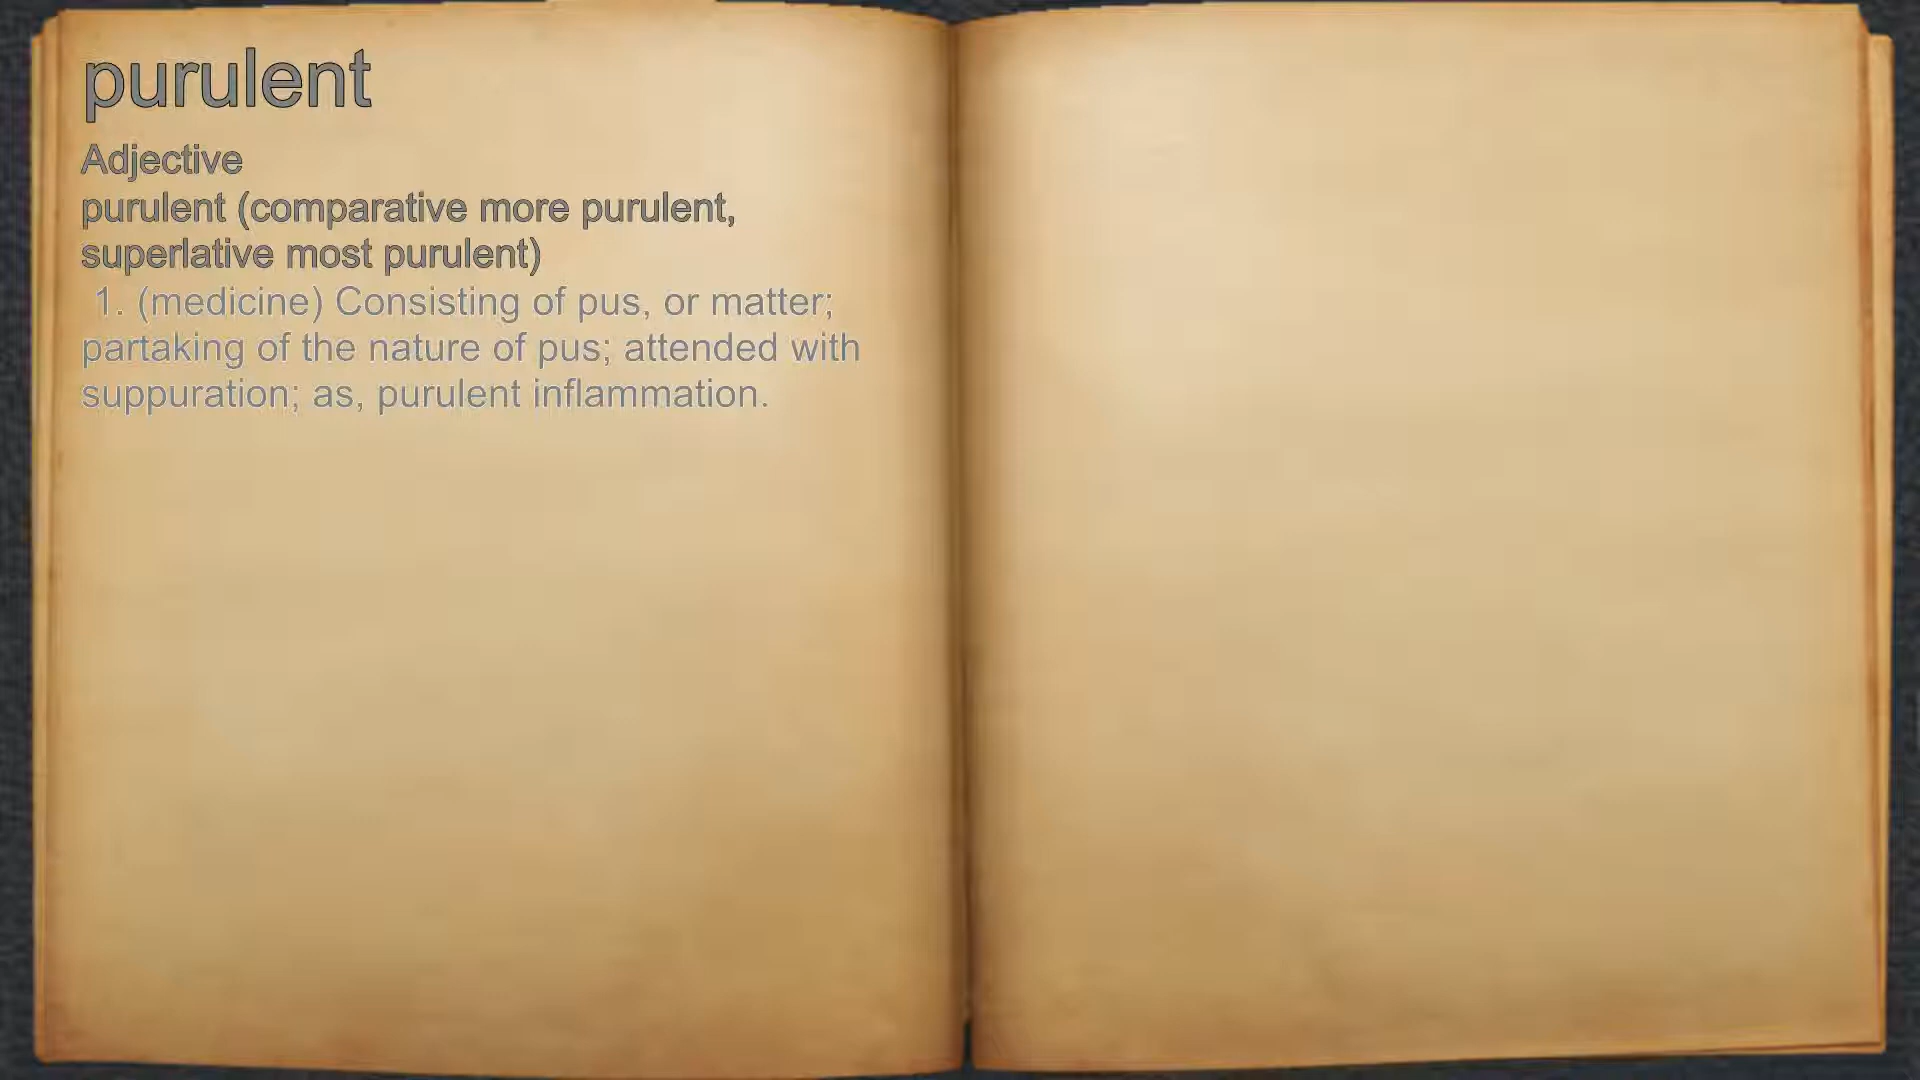 purulent
Adjective
purulent (comparative more purulent,
superlative most purulent)
1. (medicine) Consisting of pus, or matter;
partaking of the nature of pus; attended with
suppuration; as, purulent inflammation.